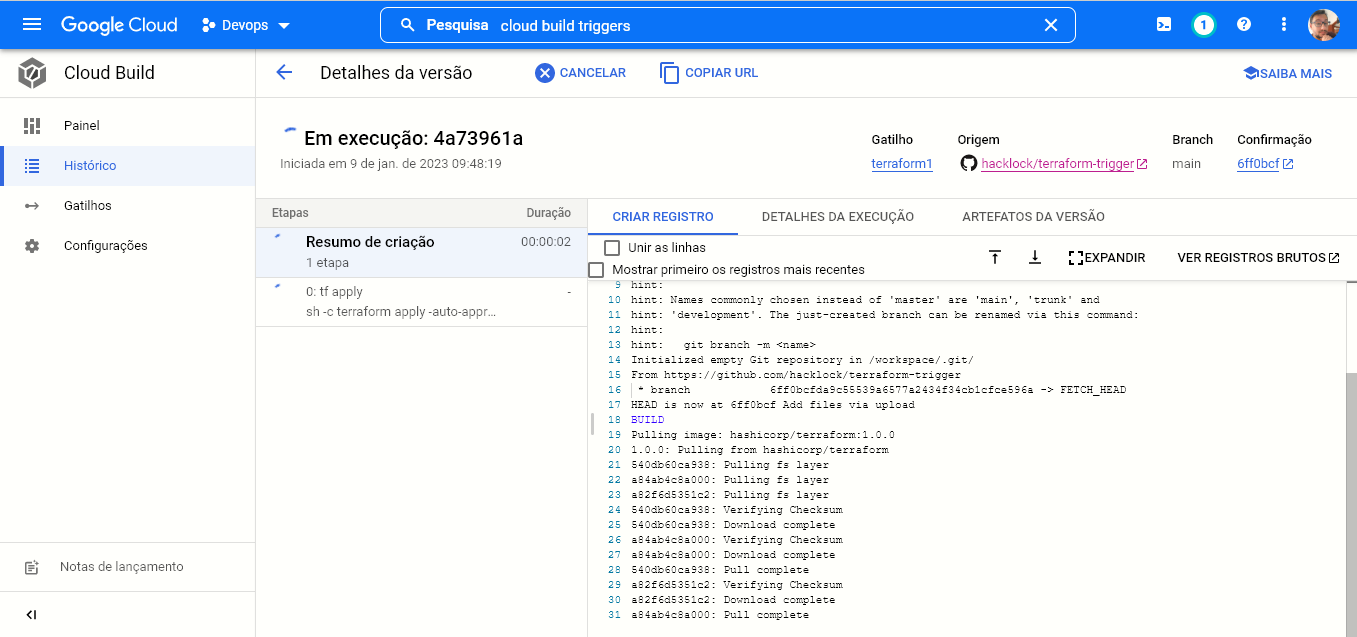 Google Cloud
Devops
Pesquisa cloud build triggers
1
Cloud Build
Detalhes da versão
CANCELAR
COPIAR URL
SAIBA MAIS
Painel
Histórico
Gatilhos
Configurações
Notas de lançamento
Em execução: 4a73961a
Iniciada em 9 de jan. de 2023 09:48:19
Gatilho
terraform1
Origem
hacklock/terraform-trigger
Branch
main
Confirmação
6ff0bcf
Etapas Duração
Resumo de criação 00:00:02
1 etapa
0: tf apply -
sh -c terraform apply -auto-appr...
CRIAR REGISTRO
DETALHES DA EXECUÇÃO
ARTEFATOS DA VERSÃO
Unir as linhas
Mostrar primeiro os registros mais recentes
EXPANDIR
VER REGISTROS BRUTOS
9 hint:
10 hint: Names commonly chosen instead of 'master' are 'main', 'trunk' and
11 hint: 'development'. The just-created branch can be renamed via this command:
12 hint:
13 hint:   git branch -m <name>
14 Initialized empty Git repository in /workspace/.git/
15 From https://github.com/hacklock/terraform-trigger
16  * branch            6ff0bcfda9c55539a6577a2434f34cb1cfce596a -> FETCH_HEAD
17 HEAD is now at 6ff0bcf Add files via upload
18 BUILD
19 Pulling image: hashicorp/terraform:1.0.0
20 1.0.0: Pulling from hashicorp/terraform
21 540db60ca938: Pulling fs layer
22 a84ab4c8a000: Pulling fs layer
23 a82f6d5351c2: Pulling fs layer
24 540db60ca938: Verifying Checksum
25 540db60ca938: Download complete
26 a84ab4c8a000: Verifying Checksum
27 a84ab4c8a000: Download complete
28 540db60ca938: Pull complete
29 a82f6d5351c2: Verifying Checksum
30 a82f6d5351c2: Download complete
31 a84ab4c8a000: Pull complete